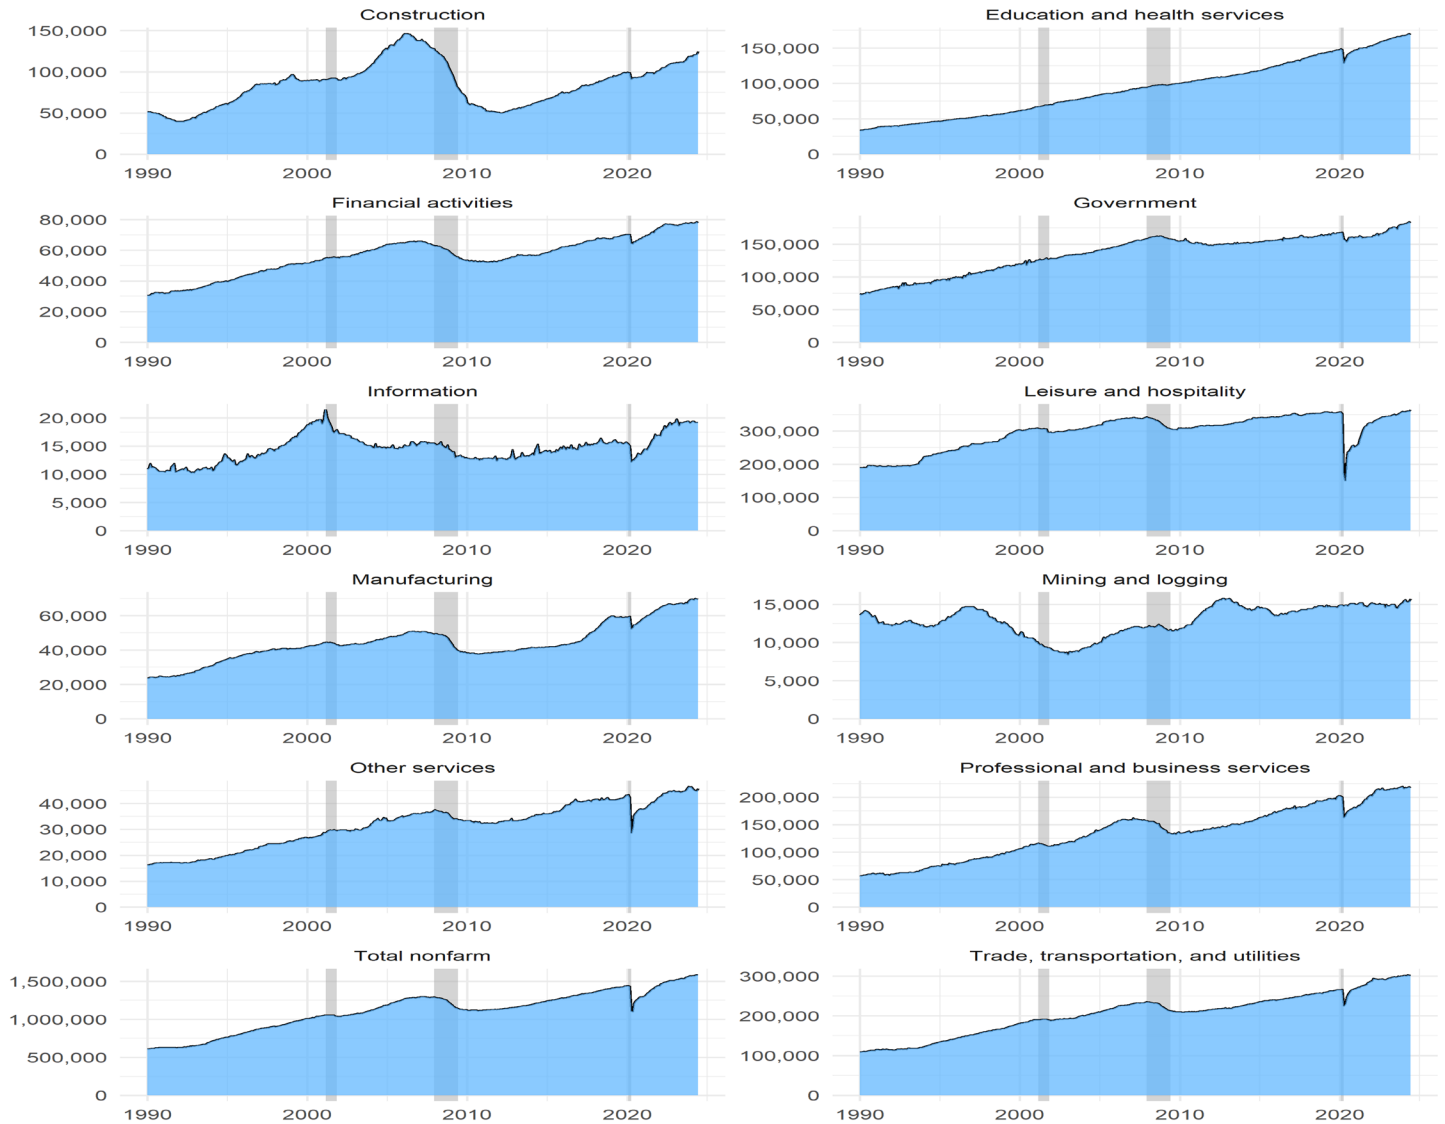 Construction
150,000
100,000
50,000
0
1990 2000 2010 2020
Education and health services
150,000
100,000
50,000
0
1990 2000 2010 2020
Financial activities
80,000
60,000
40,000
20,000
0
1990 2000 2010 2020
Government
150,000
100,000
50,000
0
1990 2000 2010 2020
Information
20,000
15,000
10,000
5,000
0
1990 2000 2010 2020
Leisure and hospitality
300,000
200,000
100,000
0
1990 2000 2010 2020
Manufacturing
60,000
40,000
20,000
0
1990 2000 2010 2020
Mining and logging
15,000
10,000
5,000
0
1990 2000 2010 2020
Other services
40,000
30,000
20,000
10,000
0
1990 2000 2010 2020
Professional and business services
200,000
150,000
100,000
50,000
0
1990 2000 2010 2020
Total nonfarm
1,500,000
1,000,000
500,000
0
1990 2000 2010 2020
Trade, transportation, and utilities
300,000
200,000
100,000
0
1990 2000 2010 2020